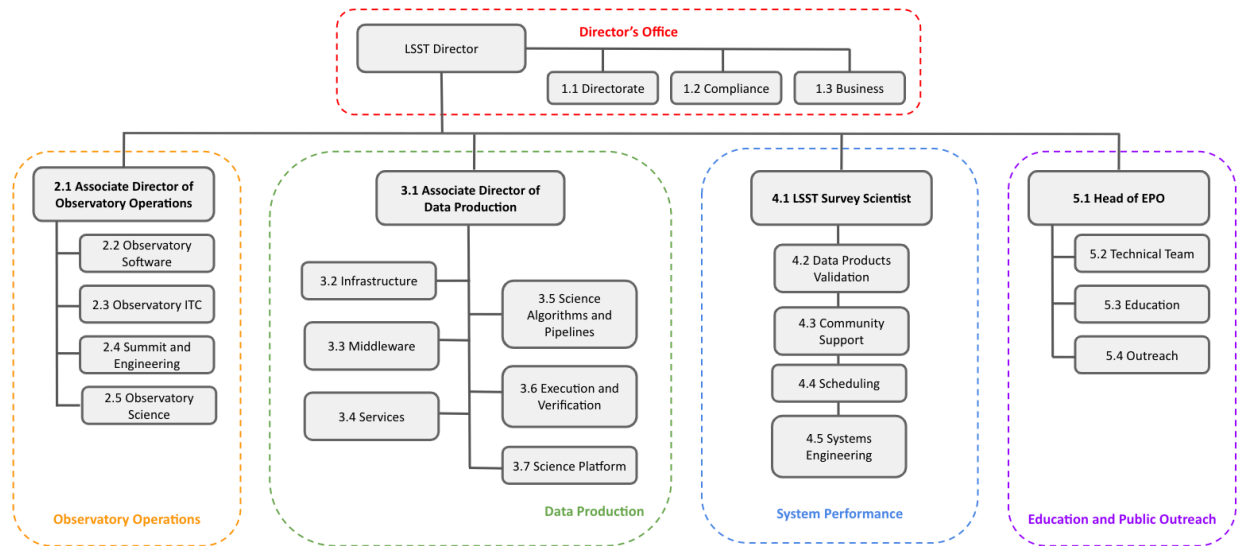 Director's Office
LSST Director
1.1 Directorate
1.2 Compliance
1.3 Business
2.1 Associate Director of
Observatory Operations
2.2 Observatory
Software
2.3 Observatory ITC
2.4 Summit and
Engineering
2.5 Observatory
Science
Observatory Operations
3.1 Associate Director of
Data Production
3.2 Infrastructure
3.3 Middleware
3.4 Services
3.5 Science
Algorithms and
Pipelines
3.6 Execution and
Verification
3.7 Science Platform
Data Production
4.1 LSST Survey Scientist
4.2 Data Products
Validation
4.3 Community
Support
4.4 Scheduling
4.5 Systems
Engineering
System Performance
5.1 Head of EPO
5.2 Technical Team
5.3 Education
5.4 Outreach
Education and Public Outreach